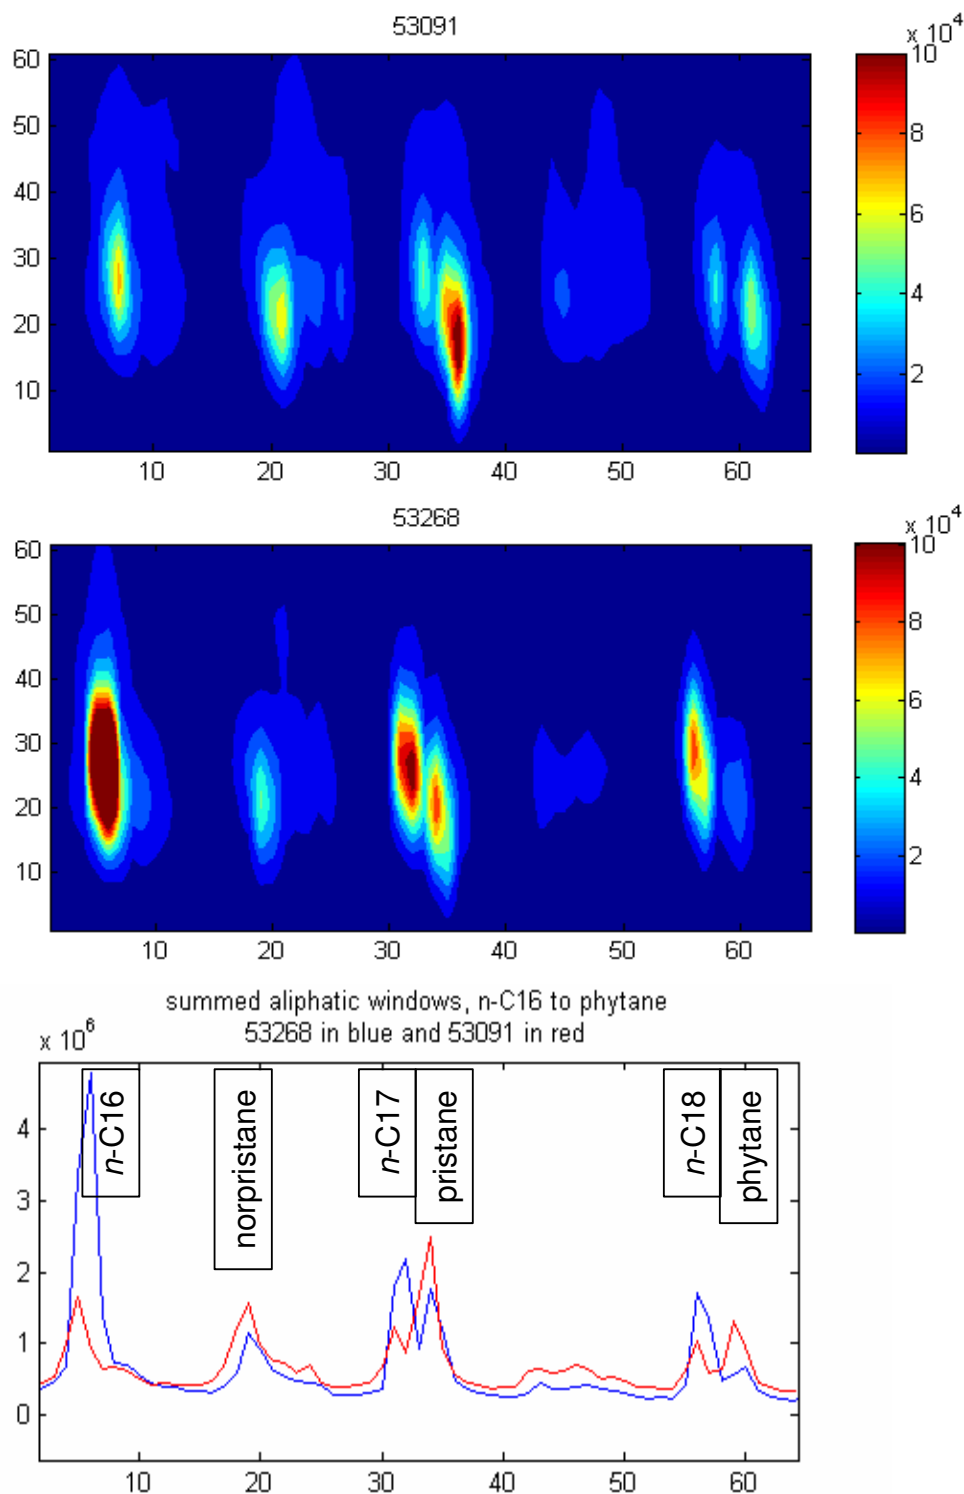 53091
x 10^4
60
50
40
30
20
10
10 20 30 40 50 60
10
8
6
4
2
53268
x 10^4
60
50
40
30
20
10
10 20 30 40 50 60
10
8
6
4
2
summed aliphatic windows, n-C16 to phytane
53268 in blue and 53091 in red
x 10^6
4
3
2
1
0
n-C16
norpristane
n-C17
pristane
n-C18
phytane
10 20 30 40 50 60